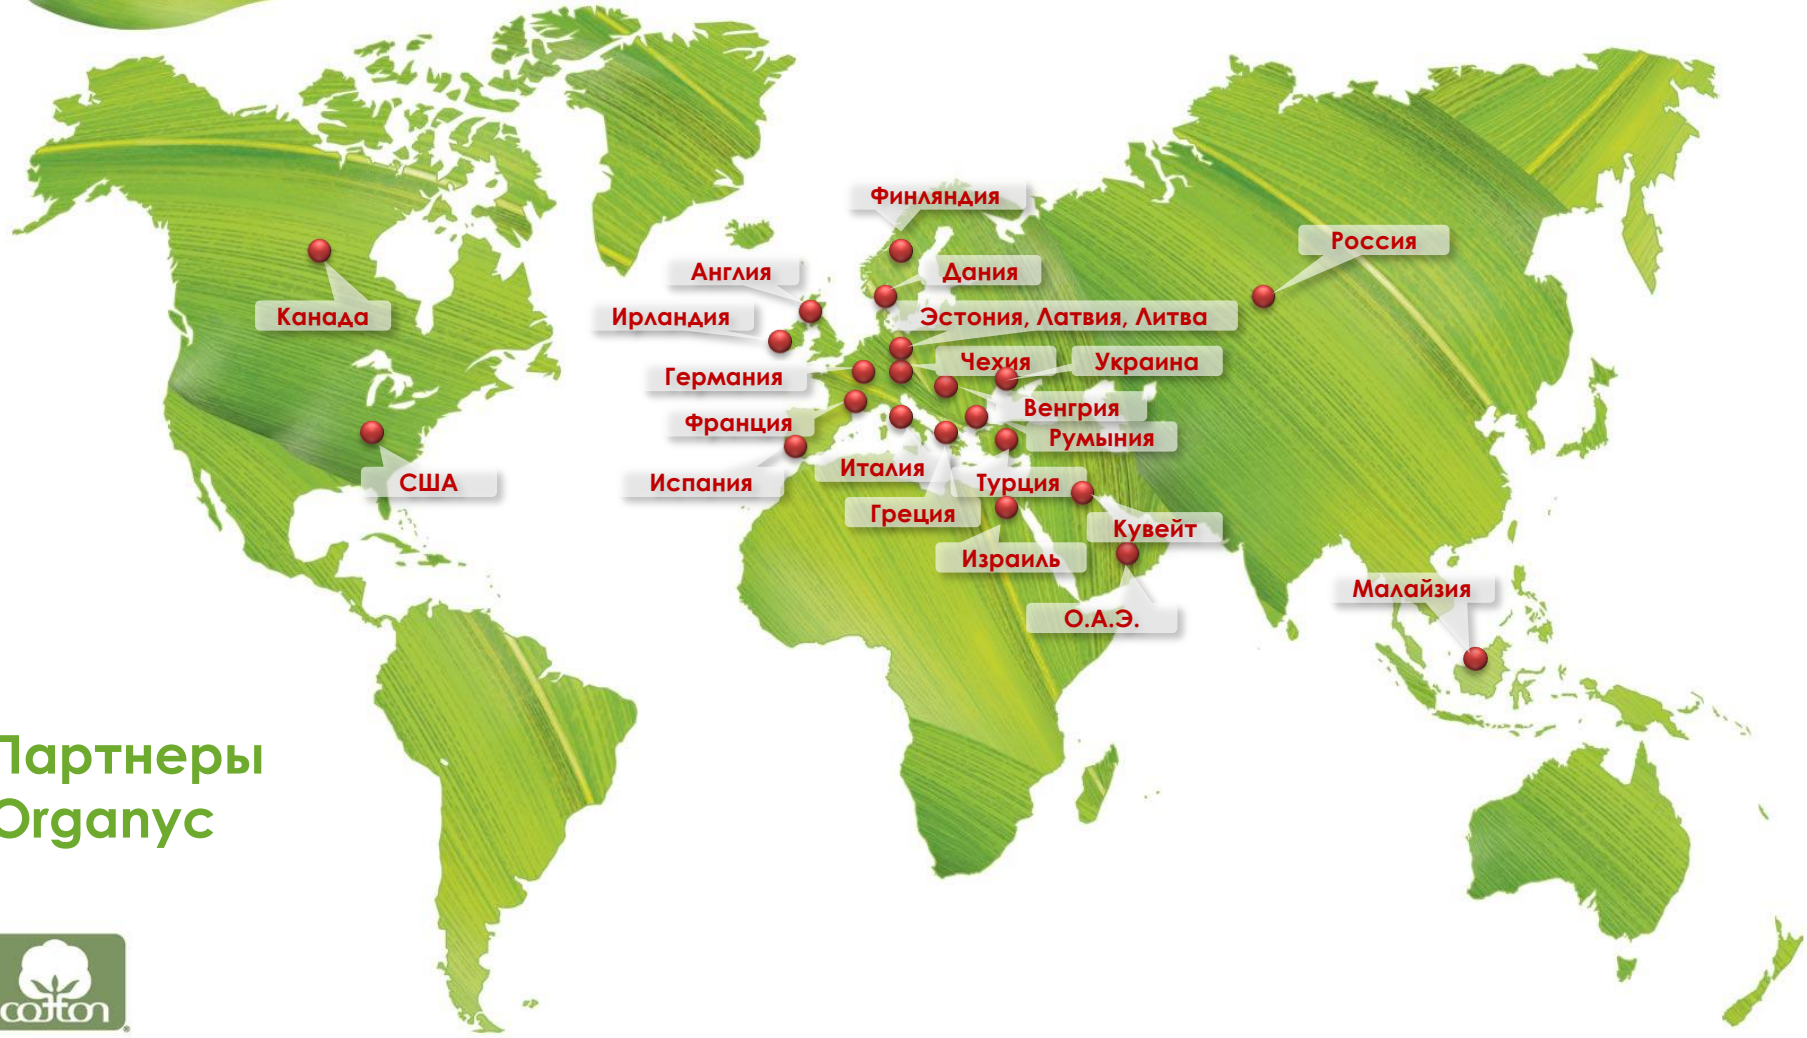 Финляндия
Россия
Англия
Дания
Канада
Ирландия
Эстония, Латвия, Литва
Чехия
Украина
Германия
Венгрия
Франция
Румыния
Италия
США
Испания
Турция
Греция
Кувейт
Израиль
Малайзия
О.А.Э.
Партнеры
Organyc
cotton
®